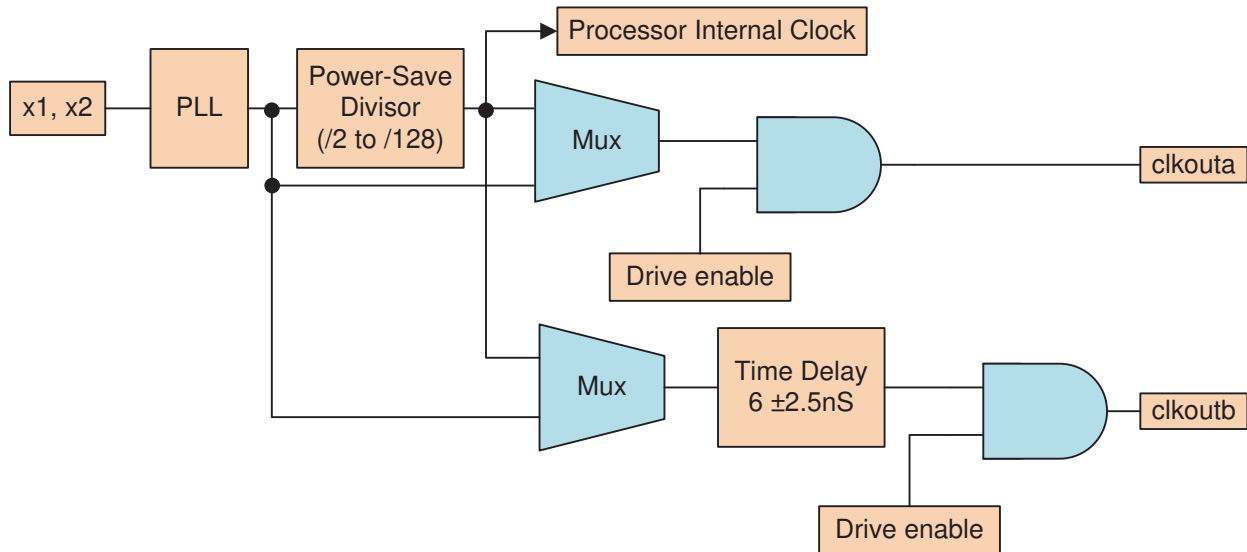 Processor Internal Clock
x1, x2
PLL
Power-Save
Divisor
(/2 to /128)
Mux
clkouta
Drive enable
Mux
Time Delay
6 ±2.5nS
clkoutb
Drive enable